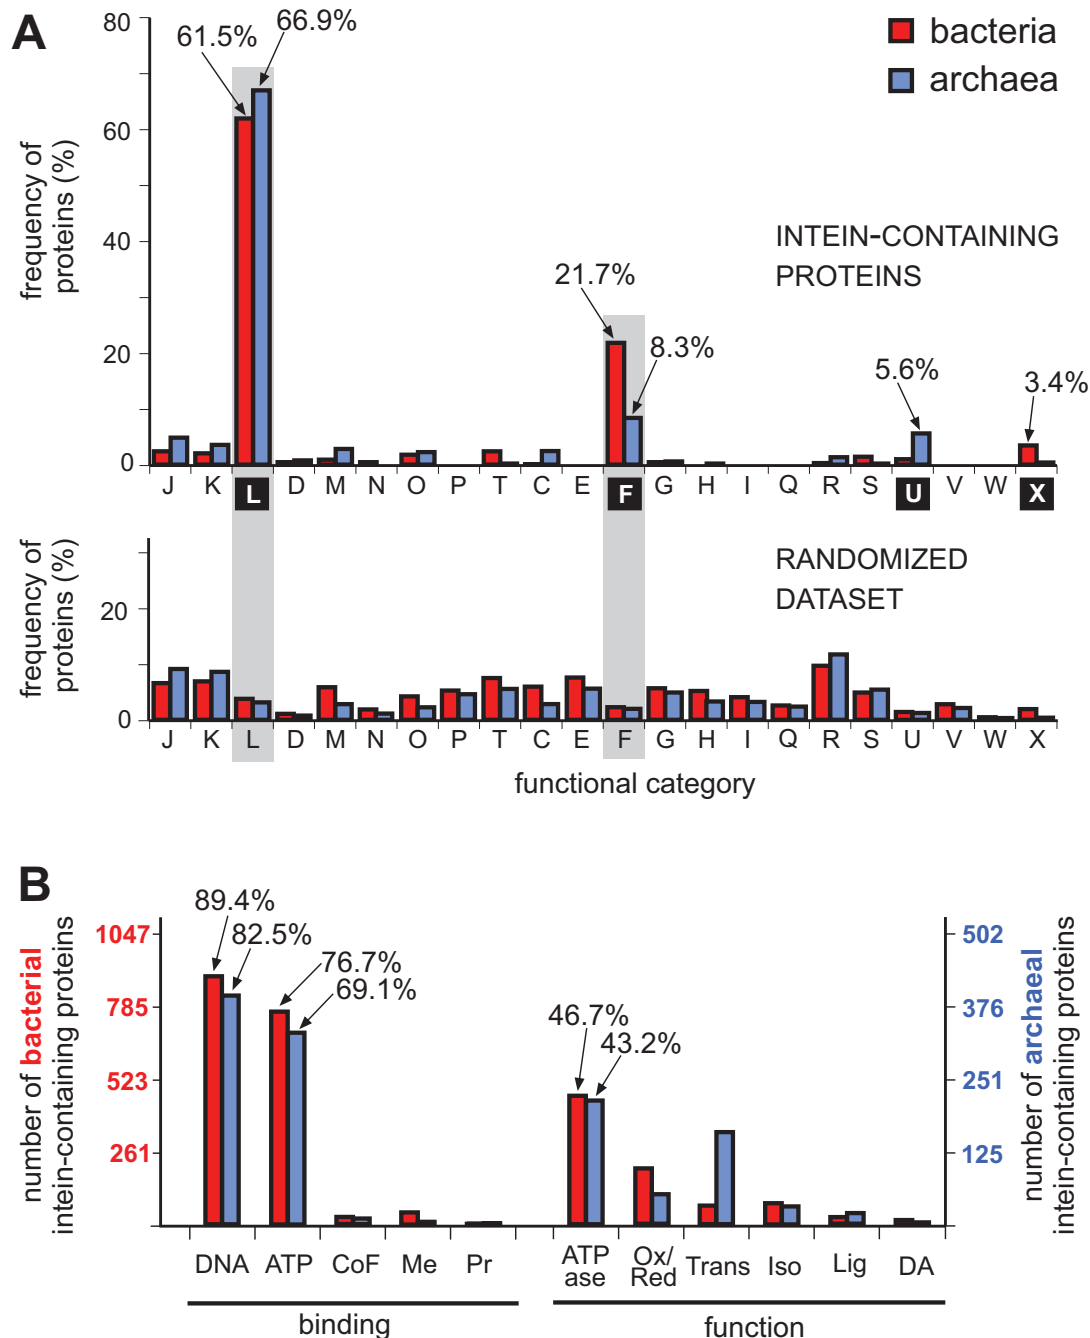 A
80
61.5%
66.9%
bacteria
archaea
60
frequency of
proteins (%)
40
INTEIN-CONTAINING
PROTEINS
21.7%
8.3%
20
5.6%
3.4%
0
J K L D M N O P T C E F G H I Q R S U V W X
frequency of
proteins (%)
RANDOMIZED
DATASET
20
0
J K L D M N O P T C E F G H I Q R S U V W X
functional category
B
89.4%
82.5%
76.7%
69.1%
46.7%
43.2%
number of bacterial
intein-containing proteins
1047
785
523
261
502
376
251
125
number of archaeal
intein-containing proteins
DNA ATP CoF Me Pr
ATP
ase
Ox/
Red
Trans Iso Lig DA
binding
function